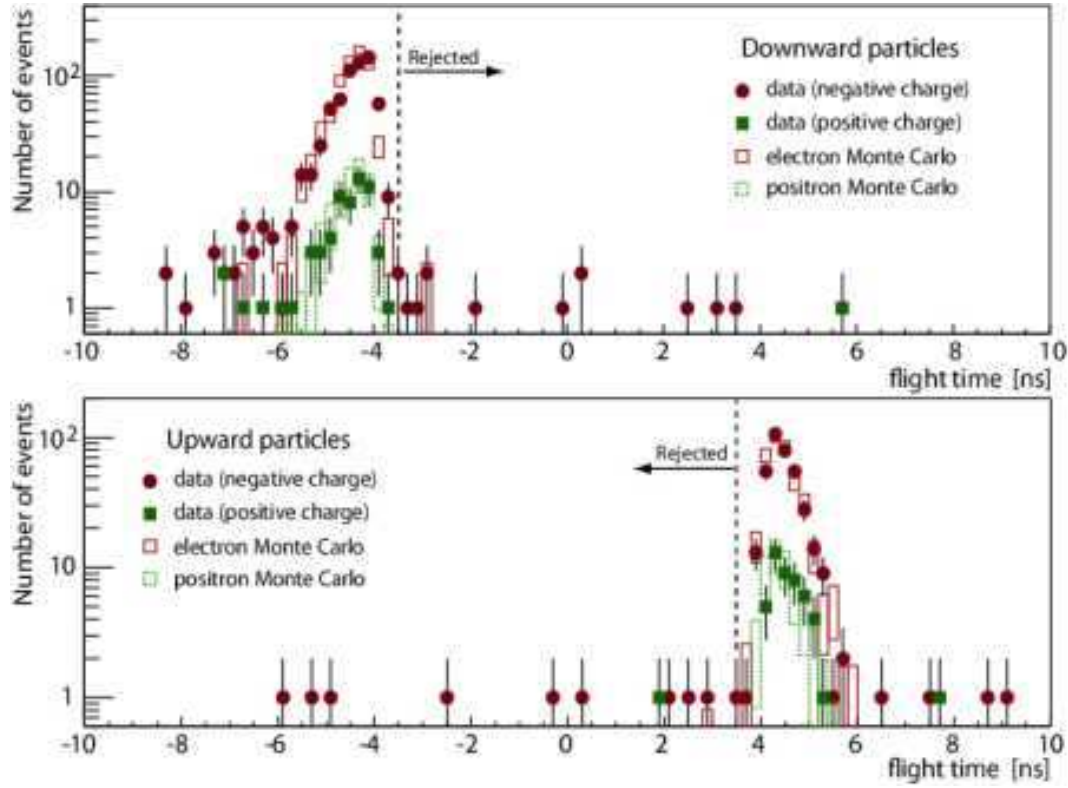 Number of events
10²
10
1
Rejected
Downward particles
data (negative charge)
data (positive charge)
electron Monte Carlo
positron Monte Carlo
-10 -8 -6 -4 -2 0 2 4 6 8 10
flight time [ns]
Number of events
10²
10
1
Upward particles
data (negative charge)
data (positive charge)
electron Monte Carlo
positron Monte Carlo
Rejected
-10 -8 -6 -4 -2 0 2 4 6 8 10
flight time [ns]